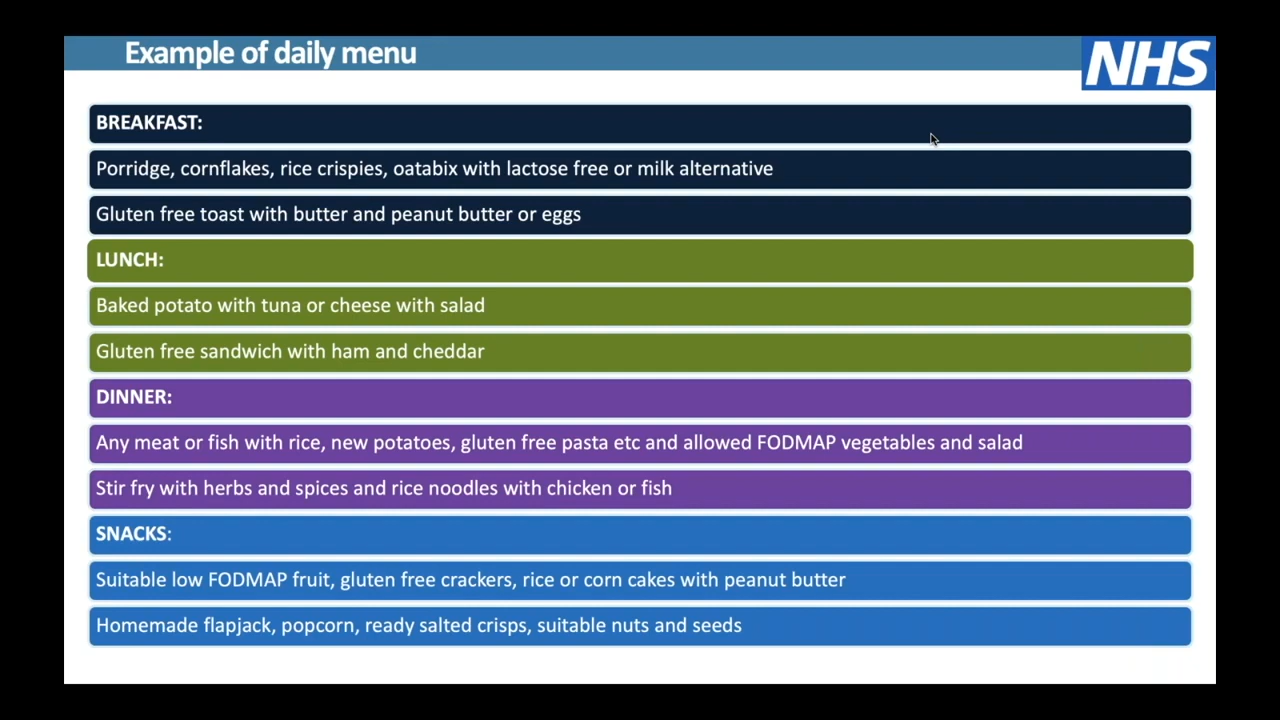 Example of daily menu
NHS
BREAKFAST:
Porridge, cornflakes, rice crispies, oatabix with lactose free or milk alternative
Gluten free toast with butter and peanut butter or eggs
LUNCH:
Baked potato with tuna or cheese with salad
Gluten free sandwich with ham and cheddar
DINNER:
Any meat or fish with rice, new potatoes, gluten free pasta etc and allowed FODMAP vegetables and salad
Stir fry with herbs and spices and rice noodles with chicken or fish
SNACKS:
Suitable low FODMAP fruit, gluten free crackers, rice or corn cakes with peanut butter
Homemade flapjack, popcorn, ready salted crisps, suitable nuts and seeds